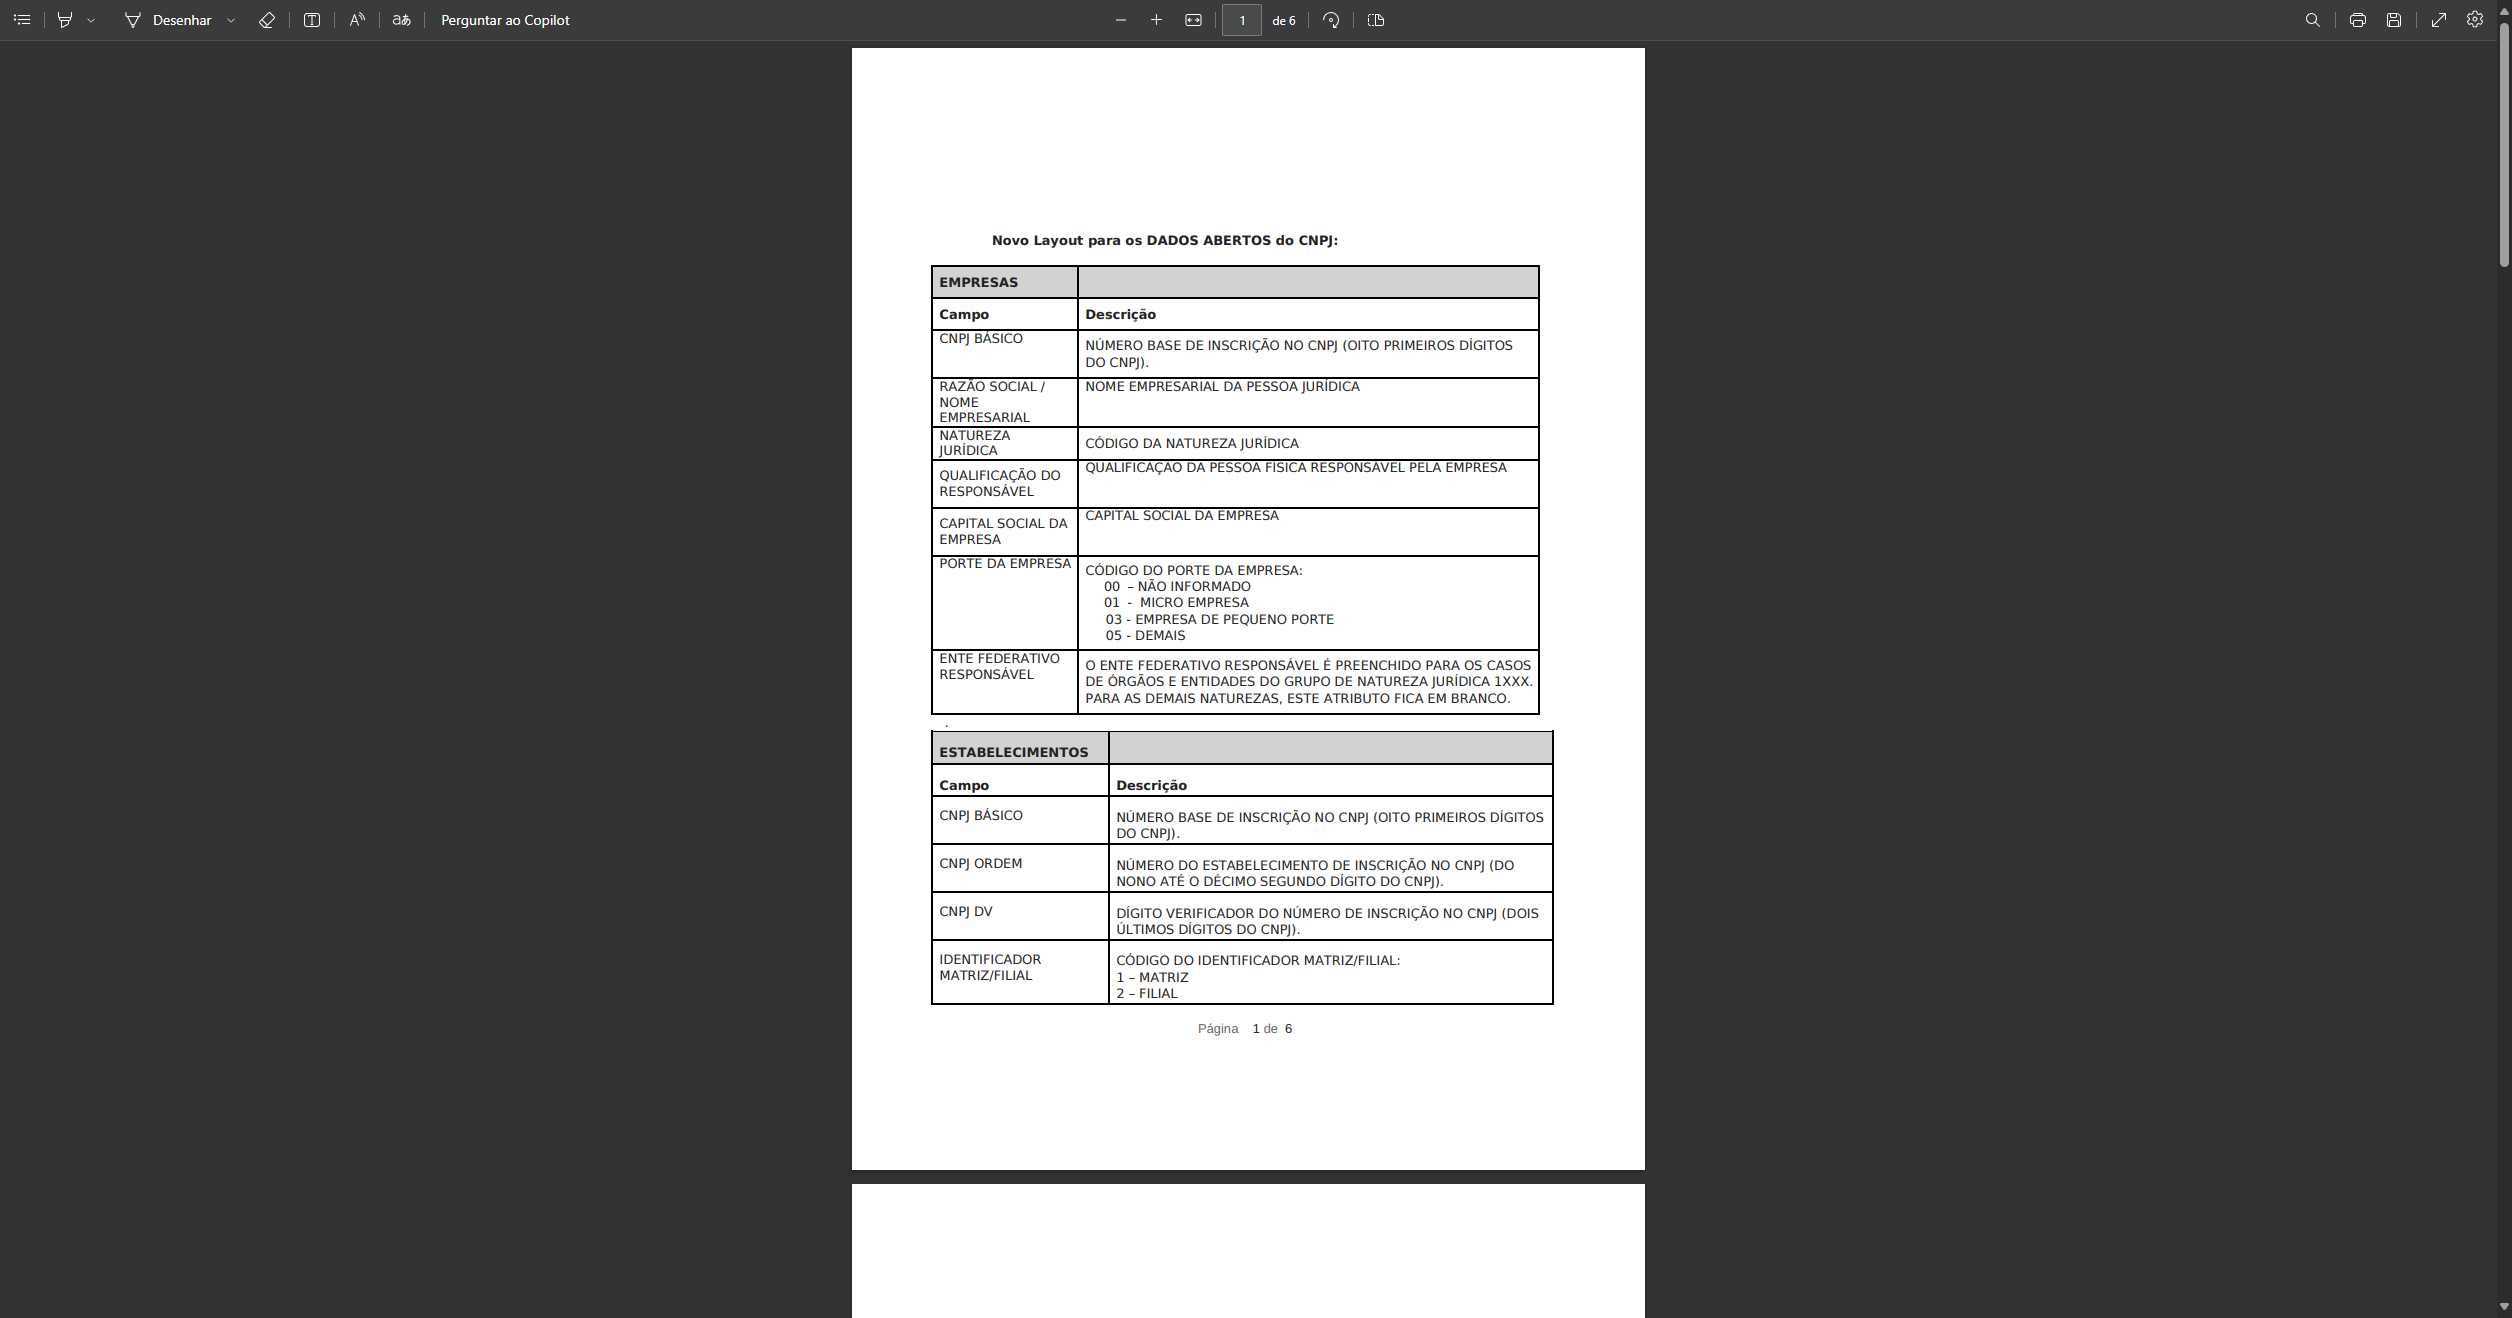 Desenhar
Perguntar ao Copilot
1 de 6
Novo Layout para os DADOS ABERTOS do CNPJ:
EMPRESAS
Campo Descrição
CNPJ BÁSICO
NÚMERO BASE DE INSCRIÇÃO NO CNPJ (OITO PRIMEIROS DÍGITOS
DO CNPJ).
RAZÃO SOCIAL /
NOME
EMPRESARIAL
NOME EMPRESARIAL DA PESSOA JURÍDICA
NATUREZA
JURÍDICA
CÓDIGO DA NATUREZA JURÍDICA
QUALIFICAÇÃO DO
RESPONSÁVEL
QUALIFICAÇÃO DA PESSOA FÍSICA RESPONSÁVEL PELA EMPRESA
CAPITAL SOCIAL DA
EMPRESA
CAPITAL SOCIAL DA EMPRESA
PORTE DA EMPRESA
CÓDIGO DO PORTE DA EMPRESA:
00 – NÃO INFORMADO
01 - MICRO EMPRESA
03 - EMPRESA DE PEQUENO PORTE
05 - DEMAIS
ENTE FEDERATIVO
RESPONSÁVEL
O ENTE FEDERATIVO RESPONSÁVEL É PREENCHIDO PARA OS CASOS
DE ÓRGÃOS E ENTIDADES DO GRUPO DE NATUREZA JURÍDICA 1XXX.
PARA AS DEMAIS NATUREZAS, ESTE ATRIBUTO FICA EM BRANCO.
.
ESTABELECIMENTOS
Campo Descrição
CNPJ BÁSICO
NÚMERO BASE DE INSCRIÇÃO NO CNPJ (OITO PRIMEIROS DÍGITOS
DO CNPJ).
CNPJ ORDEM
NÚMERO DO ESTABELECIMENTO DE INSCRIÇÃO NO CNPJ (DO
NONO ATÉ O DÉCIMO SEGUNDO DÍGITO DO CNPJ).
CNPJ DV
DÍGITO VERIFICADOR DO NÚMERO DE INSCRIÇÃO NO CNPJ (DOIS
ÚLTIMOS DÍGITOS DO CNPJ).
IDENTIFICADOR
MATRIZ/FILIAL
CÓDIGO DO IDENTIFICADOR MATRIZ/FILIAL:
1 – MATRIZ
2 – FILIAL
Página 1 de 6